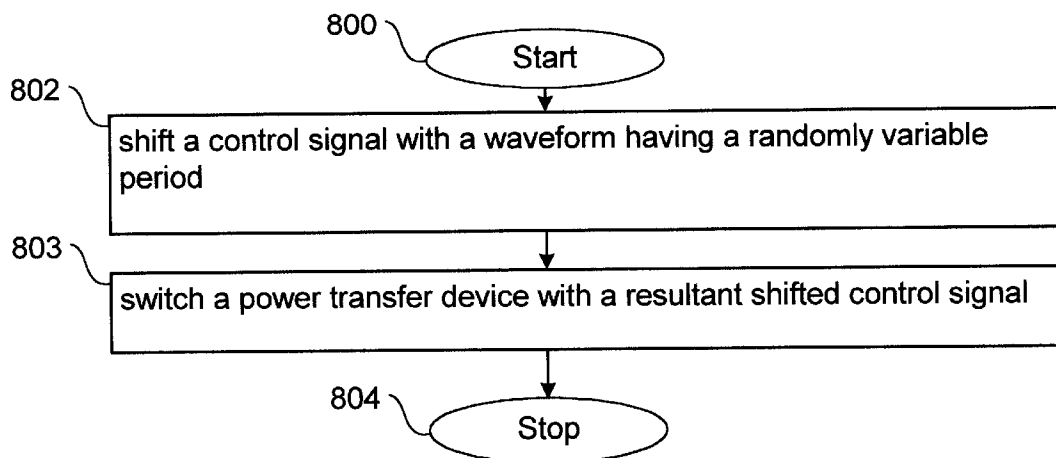 800
Start
802
shift a control signal with a waveform having a randomly variable
period
803
switch a power transfer device with a resultant shifted control signal
804
Stop